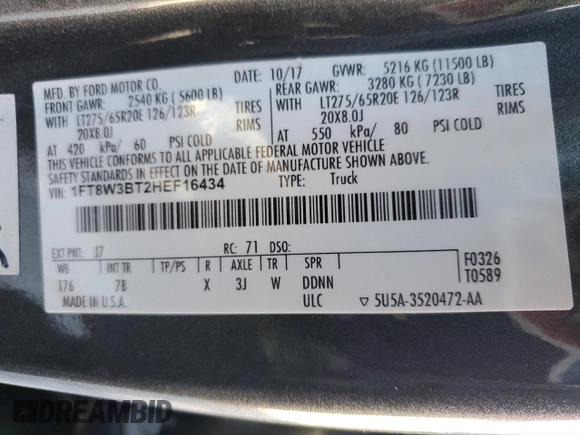 MFD. BY FORD MOTOR CO. DATE: 10/17 GVWR: 5216 KG (11500 LB)
FRONT GAWR: 2540 KG (5600 LB) REAR GAWR: 3280 KG (7230 LB)
WITH LT275/65R20E 126/123R TIRES WITH LT275/65R20E 126/123R TIRES
20X8.0J RIMS 20X8.0J RIMS
AT 420 kPa/ 60 PSI COLD AT 550 kPa/ 80 PSI COLD
THIS VEHICLE CONFORMS TO ALL APPLICABLE FEDERAL MOTOR VEHICLE
SAFETY STANDARDS IN EFFECT ON THE DATE OF MANUFACTURE SHOWN ABOVE.
1FT8W3BT2HEF16434 TYPE: Truck
EXT PNT: J7 RC: 71 DSO:
WB INT TR TP/PS R AXLE TR SPR F0326
176 7B X 3J W DDNN T0589
MADE IN U.S.A. ULC ▽ 5U5A-3520472-AA
DREAMBID